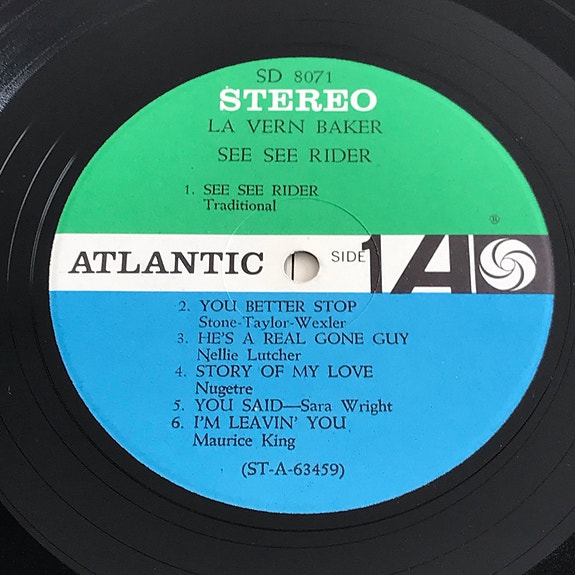 SD 8071
STEREO
LA VERN BAKER
SEE SEE RIDER
1. SEE SEE RIDER
Traditional
®
ATLANTIC SIDE 1 A
2. YOU BETTER STOP
Stone-Taylor-Wexler
3. HE'S A REAL GONE GUY
Nellie Lutcher
4. STORY OF MY LOVE
Nugetre
5. YOU SAID—Sara Wright
6. I'M LEAVIN' YOU
Maurice King
(ST-A-63459)